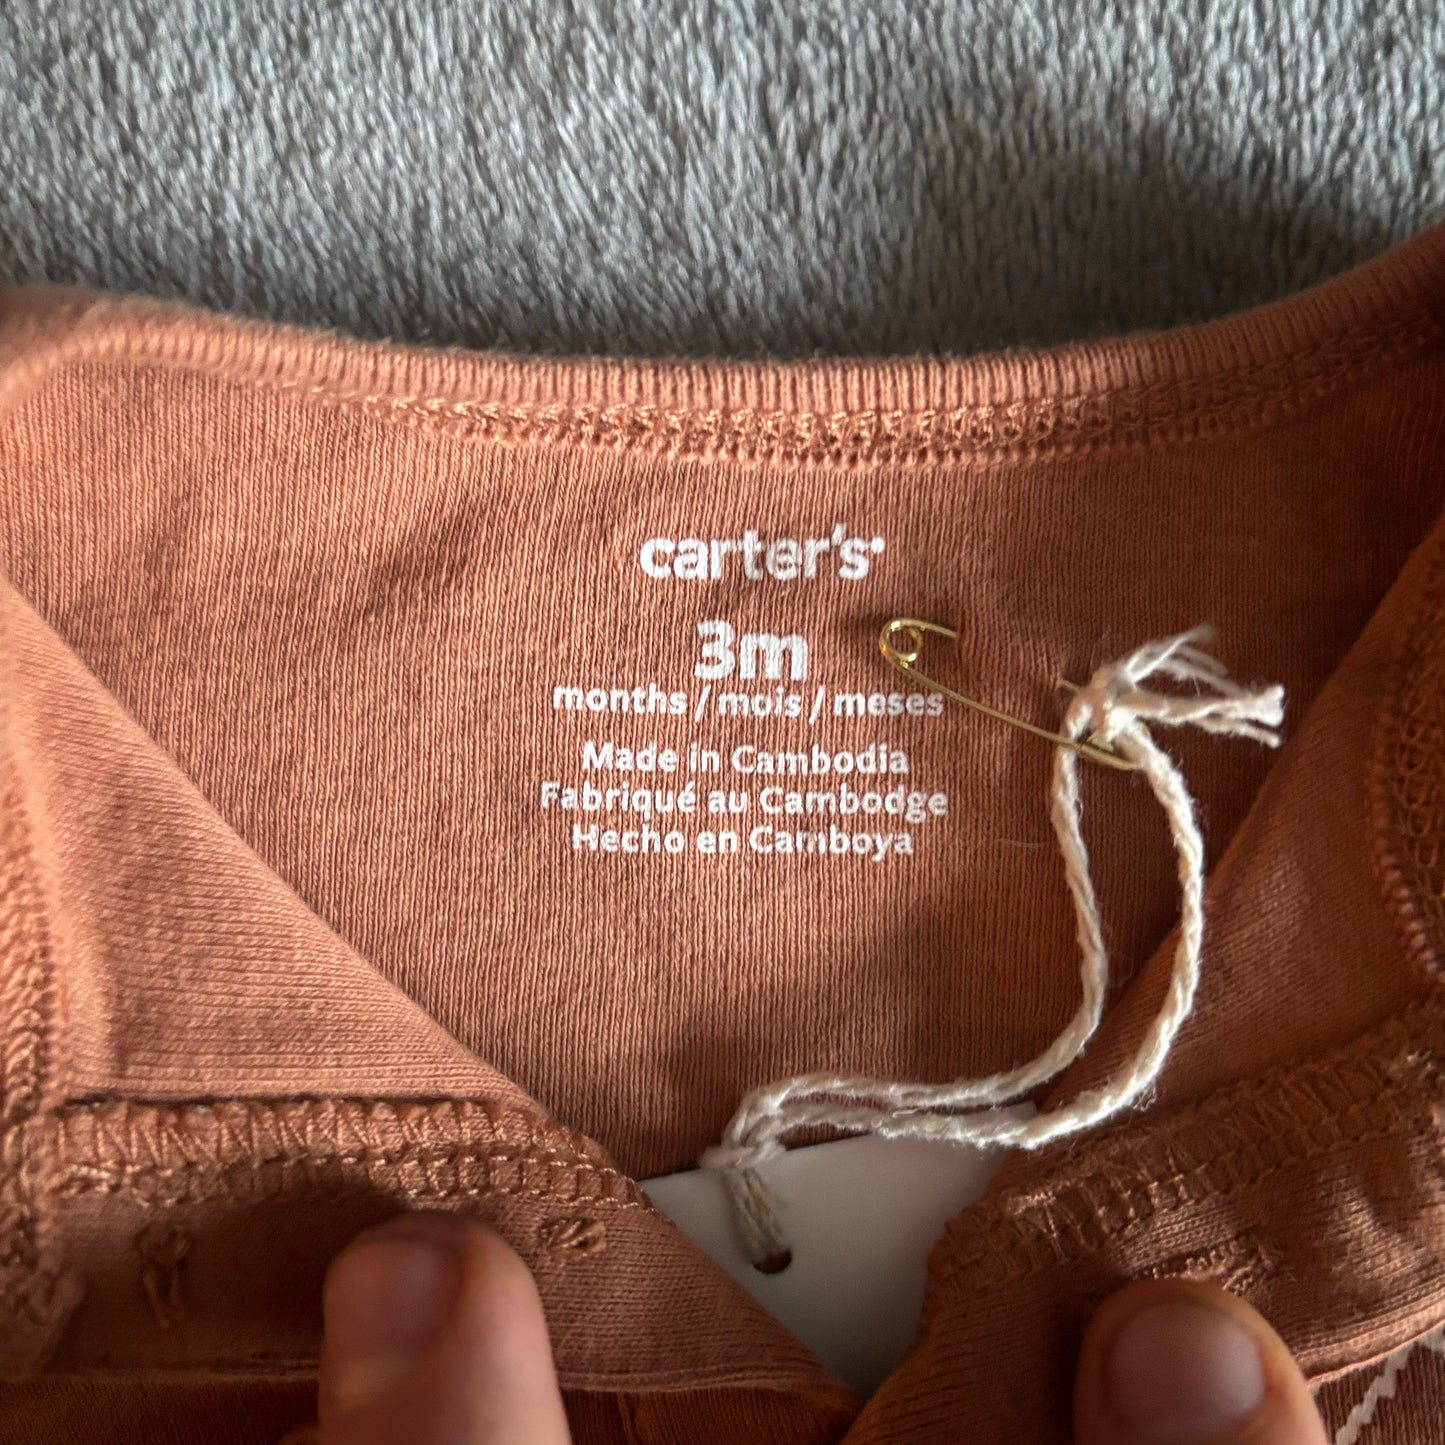 carter's
3m
months / mois / meses
Made in Cambodia
Fabriqué au Cambodge
Hecho en Camboya